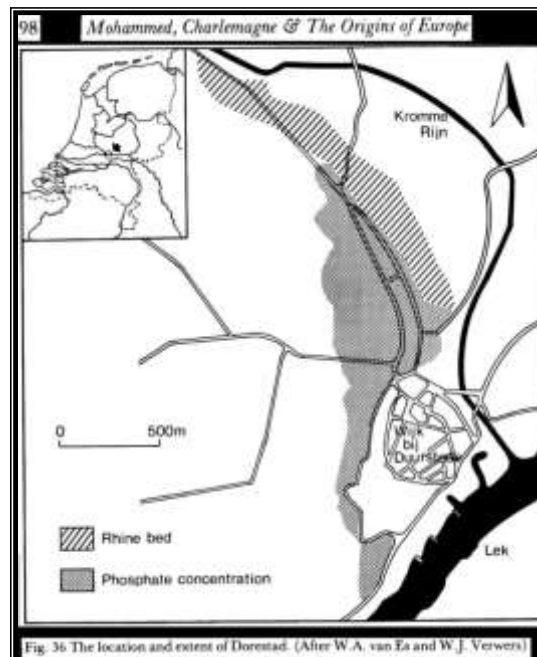 98
Mohammed, Charlemagne & The Origins of Europe
Kromme
Rijn
0 500m
Wijk
bij
Duurstede
Rhine bed
Lek
Phosphate concentration
Fig. 36 The location and extent of Dorestad. (After W.A. van Es and W.J. Verwers)